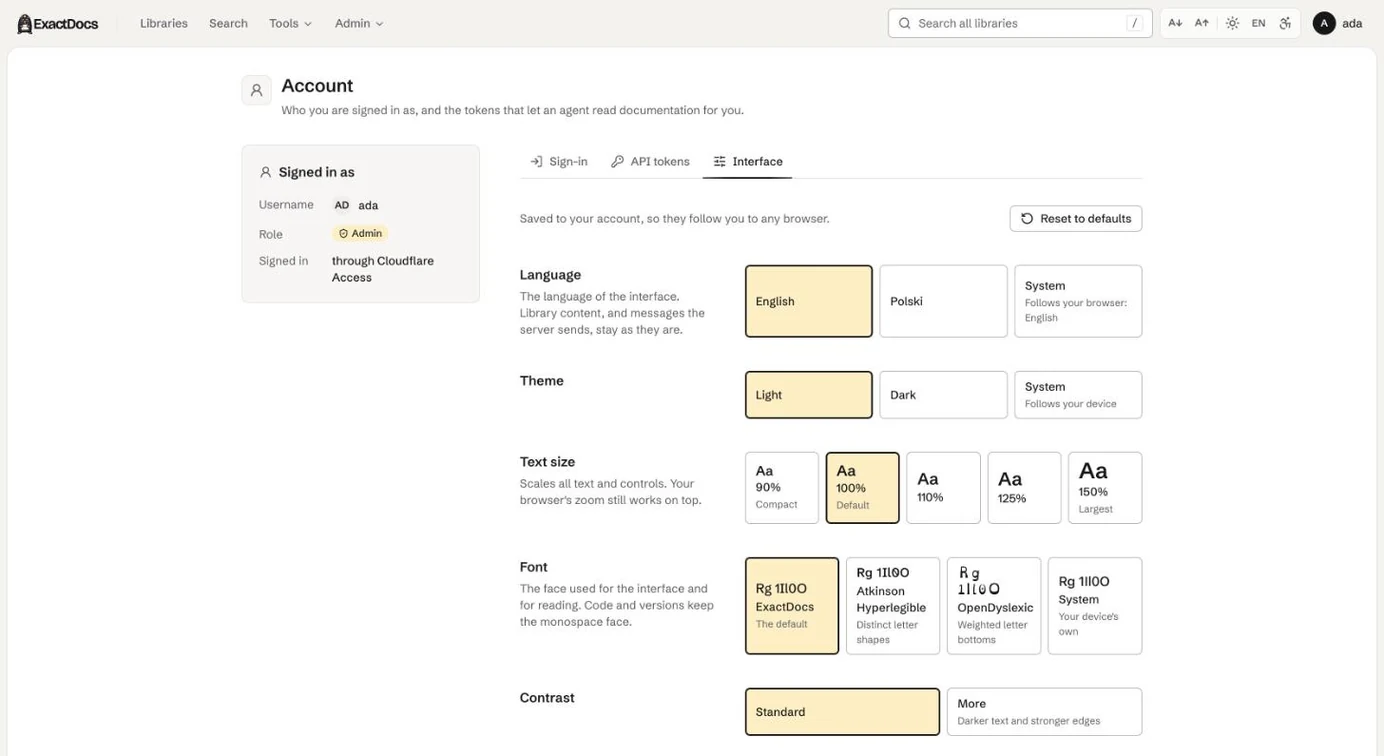 ExactDocs
Libraries
Search
Tools
Admin
Search all libraries
/
A↓
A↑
EN
A
ada
Account
Who you are signed in as, and the tokens that let an agent read documentation for you.
Signed in as
Username
AD ada
Role
Admin
Signed in
through Cloudflare
Access
Sign-in
API tokens
Interface
Saved to your account, so they follow you to any browser.
Reset to defaults
Language
The language of the interface.
Library content, and messages the
server sends, stay as they are.
English
Polski
System
Follows your browser:
English
Theme
Light
Dark
System
Follows your device
Text size
Scales all text and controls. Your
browser's zoom still works on top.
Aa
90%
Compact
Aa
100%
Default
Aa
110%
Aa
125%
Aa
150%
Largest
Font
The face used for the interface and
for reading. Code and versions keep
the monospace face.
Rg 1Il0O
ExactDocs
The default
Rg 1Il0O
Atkinson
Hyperlegible
Distinct letter
shapes
Rg
1Il0O
OpenDyslexic
Weighted letter
bottoms
Rg 1Il0O
System
Your device's
own
Contrast
Standard
More
Darker text and stronger edges